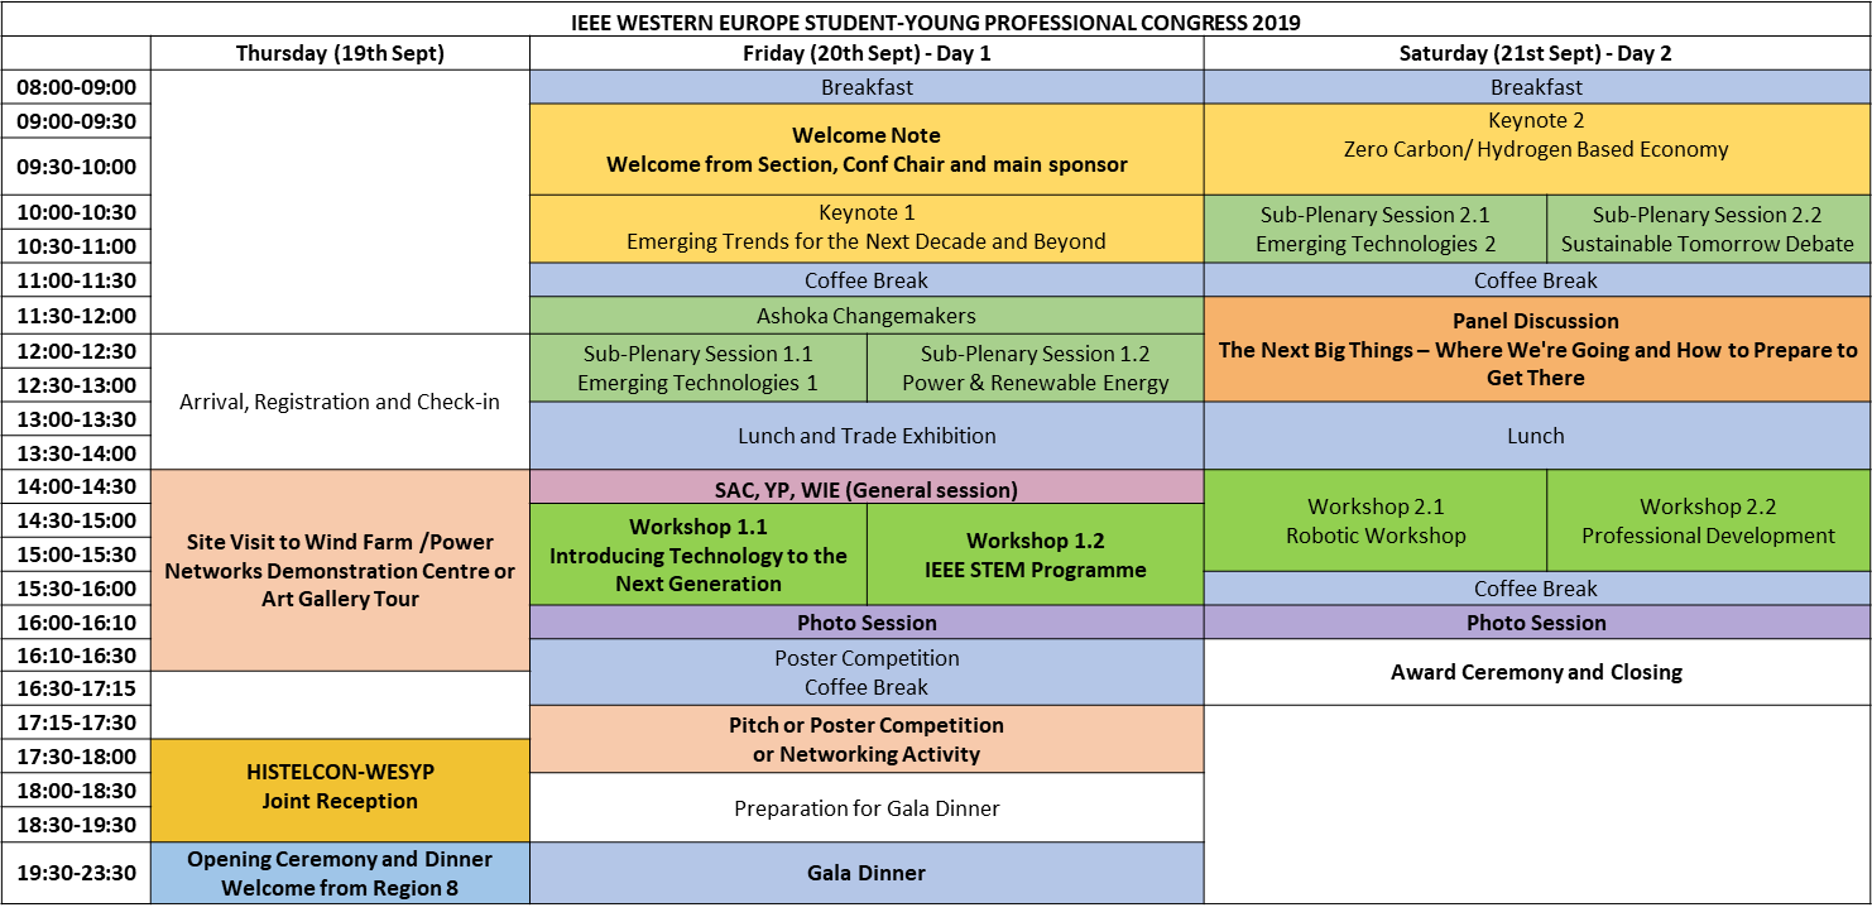 IEEE WESTERN EUROPE STUDENT-YOUNG PROFESSIONAL CONGRESS 2019
Thursday (19th Sept)
Friday (20th Sept) - Day 1
Saturday (21st Sept) - Day 2
08:00-09:00
Breakfast
Breakfast
09:00-09:30
09:30-10:00
Welcome Note
Welcome from Section, Conf Chair and main sponsor
Keynote 2
Zero Carbon/ Hydrogen Based Economy
10:00-10:30
10:30-11:00
Keynote 1
Emerging Trends for the Next Decade and Beyond
Sub-Plenary Session 2.1
Emerging Technologies 2
Sub-Plenary Session 2.2
Sustainable Tomorrow Debate
11:00-11:30
Coffee Break
Coffee Break
11:30-12:00
Ashoka Changemakers
Panel Discussion
The Next Big Things – Where We're Going and How to Prepare to
Get There
12:00-12:30
12:30-13:00
Arrival, Registration and Check-in
Sub-Plenary Session 1.1
Emerging Technologies 1
Sub-Plenary Session 1.2
Power & Renewable Energy
13:00-13:30
13:30-14:00
Lunch and Trade Exhibition
Lunch
14:00-14:30
Site Visit to Wind Farm /Power
Networks Demonstration Centre or
Art Gallery Tour
SAC, YP, WIE (General session)
Workshop 2.1
Robotic Workshop
Workshop 2.2
Professional Development
14:30-15:00
15:00-15:30
15:30-16:00
Workshop 1.1
Introducing Technology to the
Next Generation
Workshop 1.2
IEEE STEM Programme
Coffee Break
16:00-16:10
Photo Session
Photo Session
16:10-16:30
16:30-17:15
Poster Competition
Coffee Break
Award Ceremony and Closing
17:15-17:30
17:30-18:00
Pitch or Poster Competition
or Networking Activity
HISTELCON-WESYP
Joint Reception
18:00-18:30
18:30-19:30
Preparation for Gala Dinner
19:30-23:30
Opening Ceremony and Dinner
Welcome from Region 8
Gala Dinner